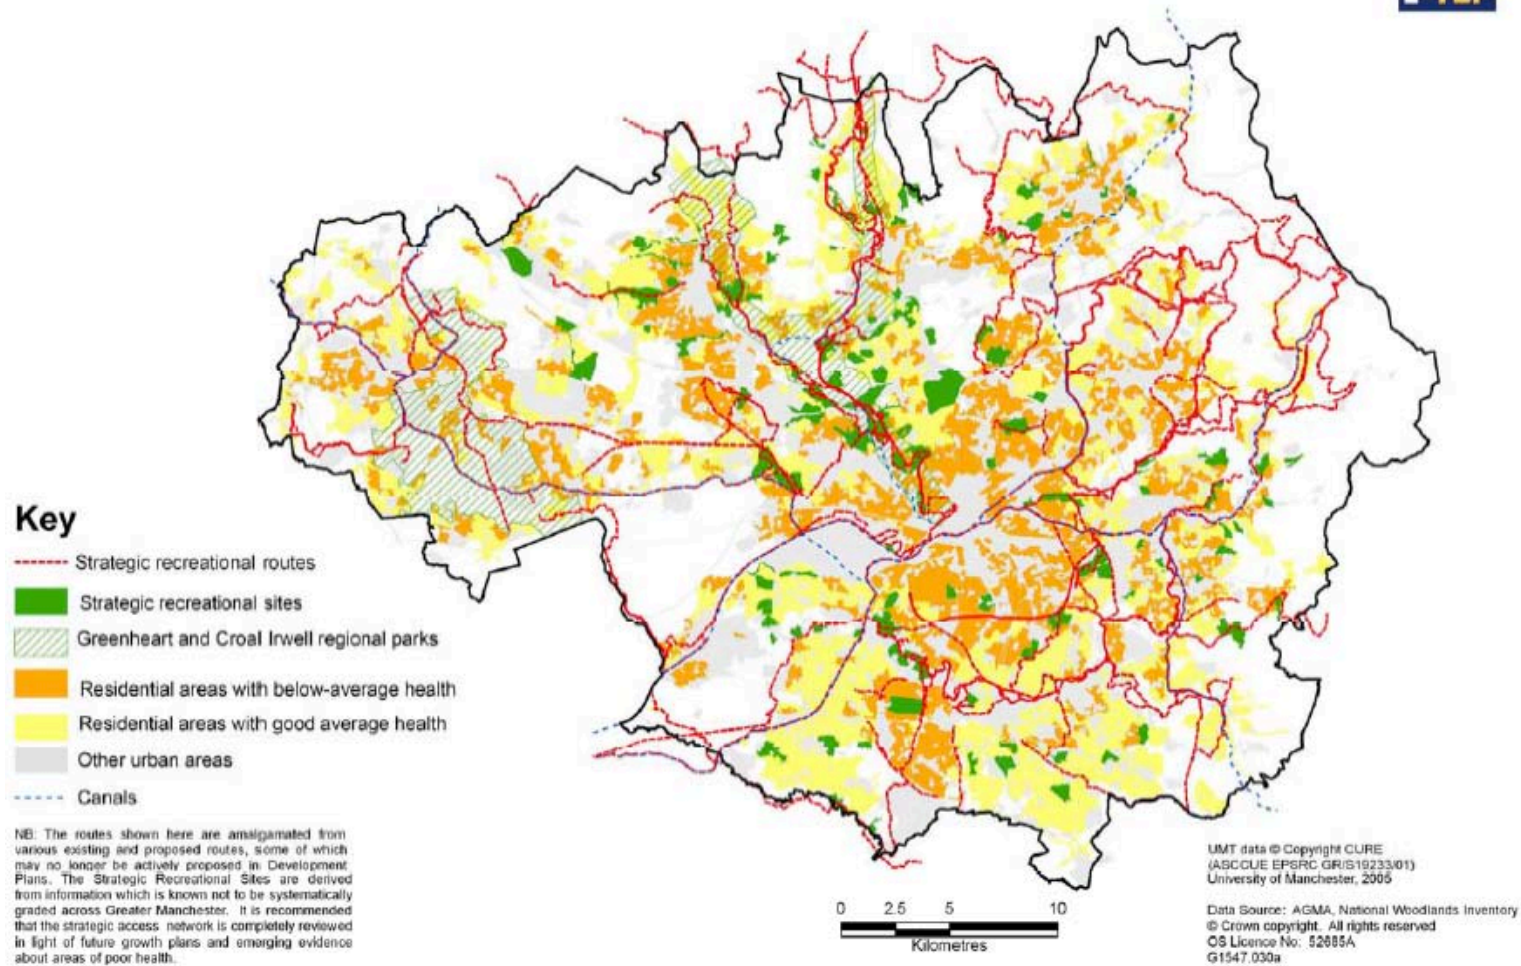 Key
Strategic recreational routes
Strategic recreational sites
Greenheart and Croal Irwell regional parks
Residential areas with below-average health
Residential areas with good average health
Other urban areas
Canals
NB: The routes shown here are amalgamated from
various existing and proposed routes, some of which
may no longer be actively proposed in Development
Plans. The Strategic Recreational Sites are derived
from information which is known not to be systematically
graded across Greater Manchester. It is recommended
that the strategic access network is completely reviewed
in light of future growth plans and emerging evidence
about areas of poor health.
0 2.5 5 10
Kilometres
UMT data © Copyright CURE
(ASCCUE EPSRC GR/S19233/01)
University of Manchester, 2005
Data Source: AGMA, National Woodlands Inventory
© Crown copyright. All rights reserved
OS Licence No: 52685A
G1547.030a